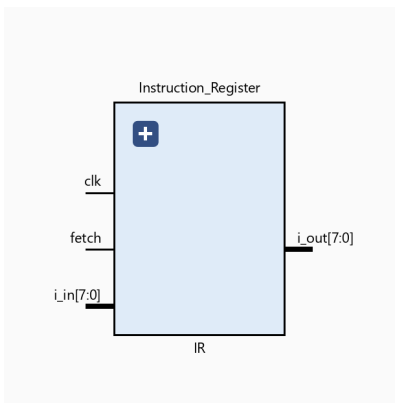 Instruction_Register
clk
fetch
i_out[7:0]
i_in[7:0]
IR